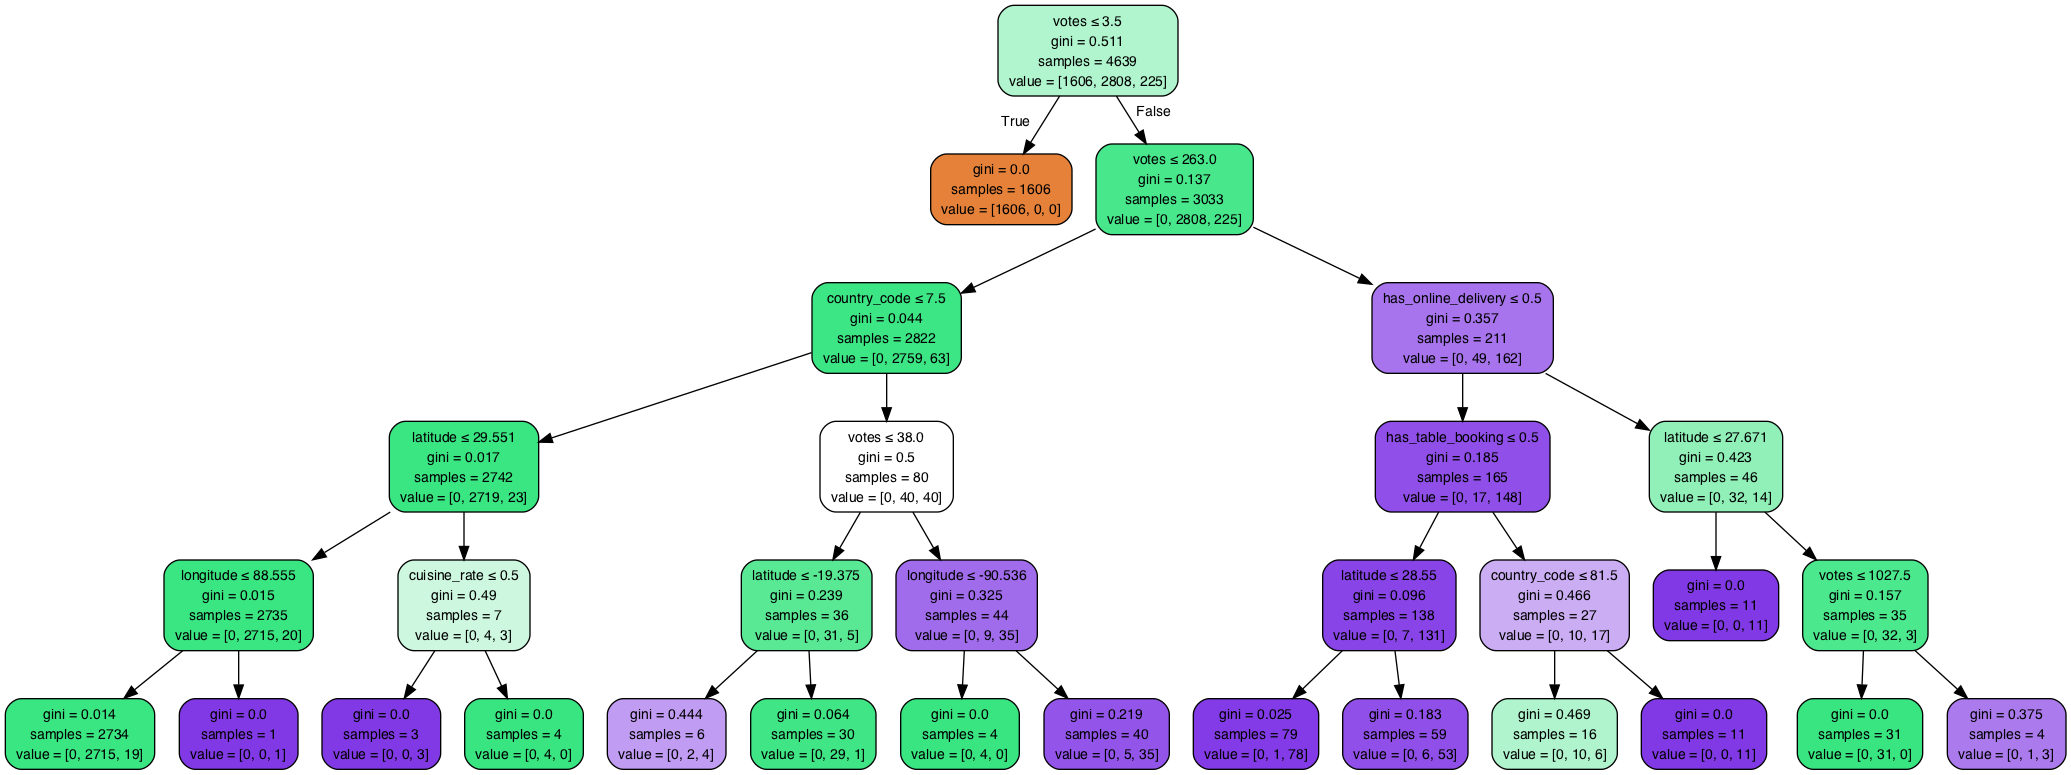 votes ≤ 3.5
gini = 0.511
samples = 4639
value = [1606, 2808, 225]
True
False
gini = 0.0
samples = 1606
value = [1606, 0, 0]
votes ≤ 263.0
gini = 0.137
samples = 3033
value = [0, 2808, 225]
country_code ≤ 7.5
gini = 0.044
samples = 2822
value = [0, 2759, 63]
has_online_delivery ≤ 0.5
gini = 0.357
samples = 211
value = [0, 49, 162]
latitude ≤ 29.551
gini = 0.017
samples = 2742
value = [0, 2719, 23]
votes ≤ 38.0
gini = 0.5
samples = 80
value = [0, 40, 40]
has_table_booking ≤ 0.5
gini = 0.185
samples = 165
value = [0, 17, 148]
latitude ≤ 27.671
gini = 0.423
samples = 46
value = [0, 32, 14]
longitude ≤ 88.555
gini = 0.015
samples = 2735
value = [0, 2715, 20]
cuisine_rate ≤ 0.5
gini = 0.49
samples = 7
value = [0, 4, 3]
latitude ≤ -19.375
gini = 0.239
samples = 36
value = [0, 31, 5]
longitude ≤ -90.536
gini = 0.325
samples = 44
value = [0, 9, 35]
latitude ≤ 28.55
gini = 0.096
samples = 138
value = [0, 7, 131]
country_code ≤ 81.5
gini = 0.466
samples = 27
value = [0, 10, 17]
gini = 0.0
samples = 11
value = [0, 0, 11]
votes ≤ 1027.5
gini = 0.157
samples = 35
value = [0, 32, 3]
gini = 0.014
samples = 2734
value = [0, 2715, 19]
gini = 0.0
samples = 1
value = [0, 0, 1]
gini = 0.0
samples = 3
value = [0, 0, 3]
gini = 0.0
samples = 4
value = [0, 4, 0]
gini = 0.444
samples = 6
value = [0, 2, 4]
gini = 0.064
samples = 30
value = [0, 29, 1]
gini = 0.0
samples = 4
value = [0, 4, 0]
gini = 0.219
samples = 40
value = [0, 5, 35]
gini = 0.025
samples = 79
value = [0, 1, 78]
gini = 0.183
samples = 59
value = [0, 6, 53]
gini = 0.469
samples = 16
value = [0, 10, 6]
gini = 0.0
samples = 11
value = [0, 0, 11]
gini = 0.0
samples = 31
value = [0, 31, 0]
gini = 0.375
samples = 4
value = [0, 1, 3]